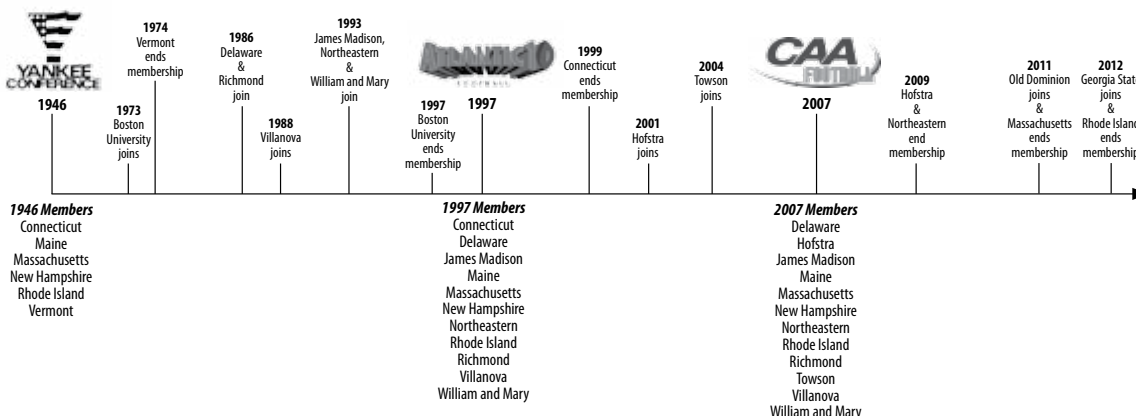 YANKEE
CONFERENCE
1946
1973
Boston
University
joins
1974
Vermont
ends
membership
1986
Delaware
&
Richmond
join
1988
Villanova
joins
1993
James Madison,
Northeastern
&
William and Mary
join
ATLANTIC 10
FOOTBALL
1997
Boston
University
ends
membership
1997
1999
Connecticut
ends
membership
2001
Hofstra
joins
2004
Towson
joins
CAA
FOOTBALL
2007
2009
Hofstra
&
Northeastern
end
membership
2011
Old Dominion
joins
&
Massachusetts
ends
membership
2012
Georgia State
joins
&
Rhode Island
ends
membership
1946 Members
Connecticut
Maine
Massachusetts
New Hampshire
Rhode Island
Vermont
1997 Members
Connecticut
Delaware
James Madison
Maine
Massachusetts
New Hampshire
Northeastern
Rhode Island
Richmond
Villanova
William and Mary
2007 Members
Delaware
Hofstra
James Madison
Maine
Massachusetts
New Hampshire
Northeastern
Rhode Island
Richmond
Towson
Villanova
William and Mary